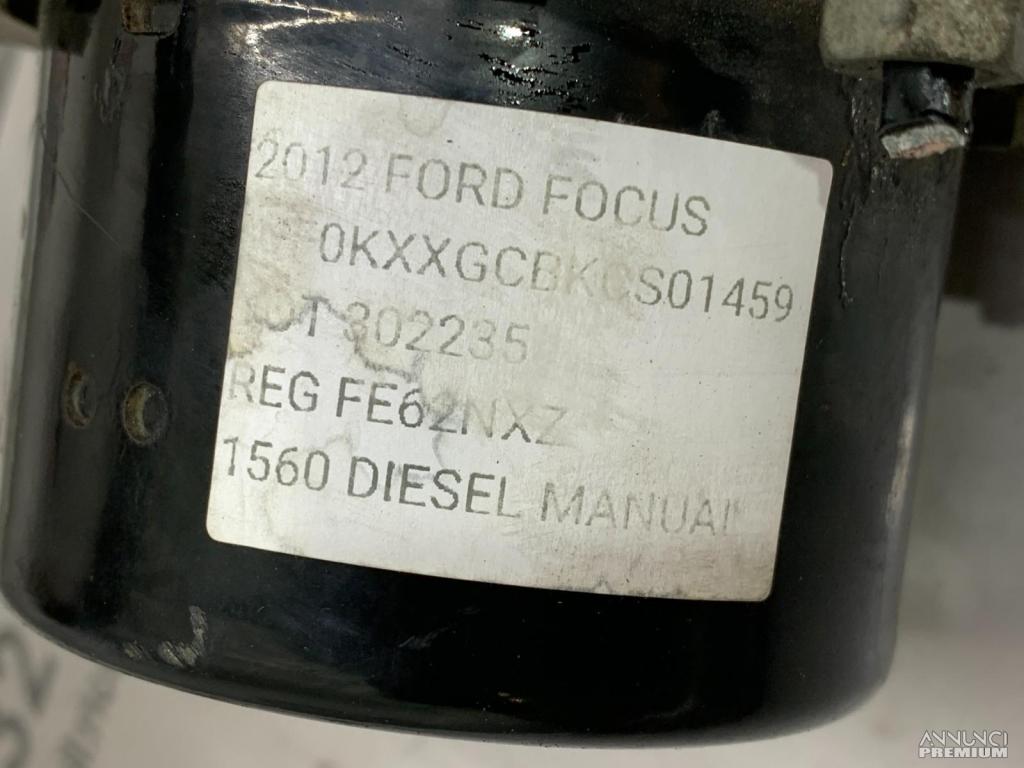 2012 FORD FOCUS
0KXXGCBKCS01459
302235
REG FE62NXZ
1560 DIESEL MANUAL
ANNUNCI
PREMIUM